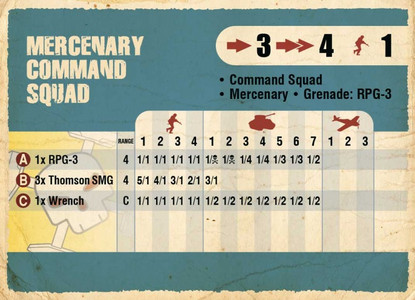 MERCENARY
COMMAND
SQUAD
3 4 1
• Command Squad
• Mercenary • Grenade: RPG-3
RANGE 1 2 3 4 1 2 3 4 5 6 7 1 2 3
A 1x RPG-3 4 1/1 1/1 1/1 1/1 1/☠ 1/☠ 1/4 1/4 1/3 1/3 1/2
B 3x Thomson SMG 4 5/1 4/1 3/1 2/1 3/1
C 1x Wrench C 1/1 1/1 1/1 1/1 1/2 1/2 1/2 1/2 1/2 1/2 1/2